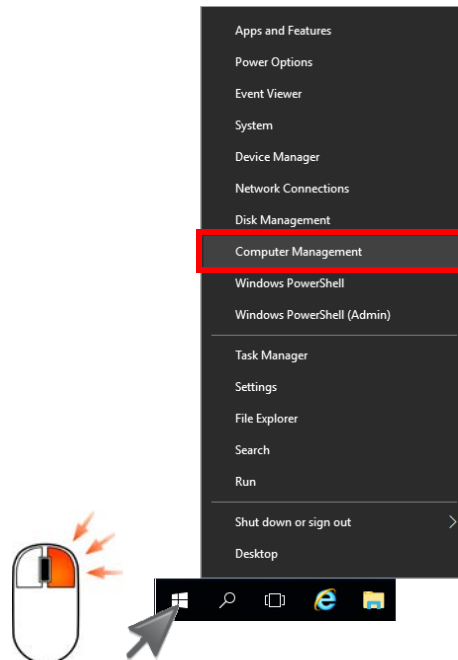 Apps and Features
Power Options
Event Viewer
System
Device Manager
Network Connections
Disk Management
Computer Management
Windows PowerShell
Windows PowerShell (Admin)
Task Manager
Settings
File Explorer
Search
Run
Shut down or sign out
Desktop